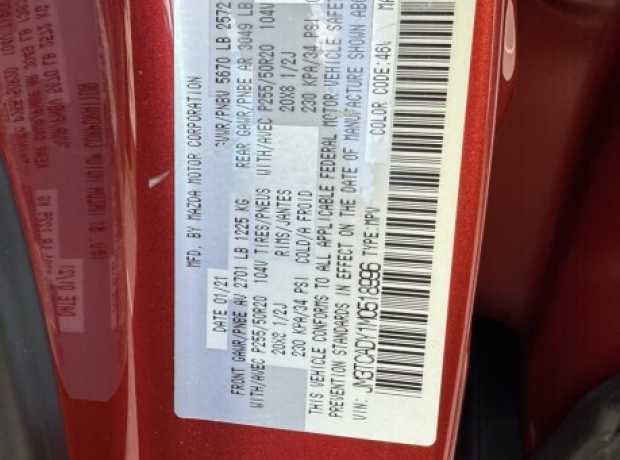 MFD. BY MAZDA MOTOR CORPORATION
DATE 01/21
GVWR/PNBV 5670 LB 2572
FRONT GAWR/PNBE AV 2701 LB 1225 KG
REAR GAWR/PNBE AR 3049 LB
WITH/AVEC P255/50R20 104V TIRES/PNEUS
WITH/AVEC P255/50R20 104V
20X8 1/2J RIMS/JANTES
20X8 1/2J
230 KPA/34 PSI COLD/A FROID
230 KPA/34 PSI
THIS VEHICLE CONFORMS TO ALL APPLICABLE FEDERAL MOTOR VEHICLE SAFE
PREVENTION STANDARDS IN EFFECT ON THE DATE OF MANUFACTURE SHOWN ABO
VIN: JM3TCADY1M0518996 TYPE:MPV
COLOR CODE:46V